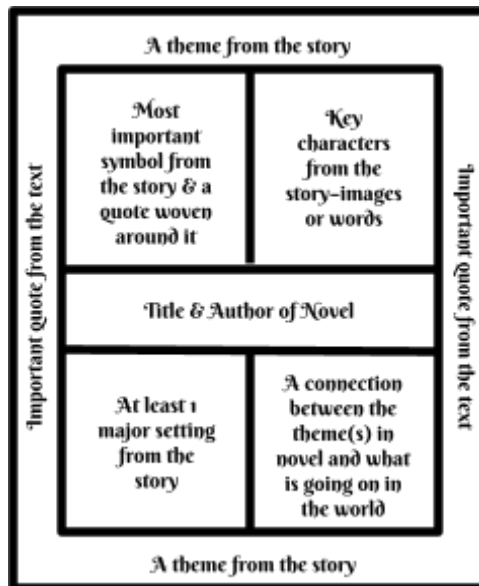 A theme from the story
Important quote from the text
Most
important
symbol from
the story & a
quote woven
around it
Key
characters
from the
story-images
or words
Important quote from the text
Title & Author of Novel
At least 1
major setting
from the
story
A connection
between the
theme(s) in
novel and what
is going on in
the world
A theme from the story